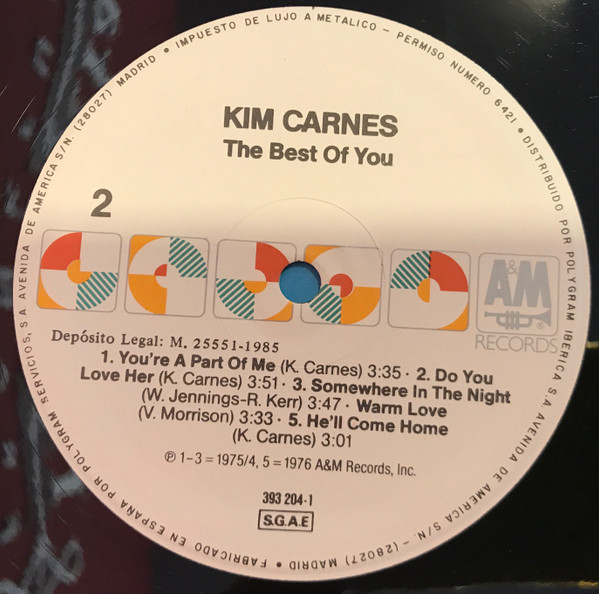 KIM CARNES
The Best Of You
2
A&M
RECORDS
Depósito Legal: M. 25551-1985
1. You're A Part Of Me (K. Carnes) 3:35 · 2. Do You
Love Her (K. Carnes) 3:51 · 3. Somewhere In The Night
(W. Jennings-R. Kerr) 3:47 · Warm Love
(V. Morrison) 3:33 · 5. He'll Come Home
(K. Carnes) 3:01
℗ 1-3 = 1975/4, 5 = 1976 A&M Records, Inc.
393 204-1
S.G.A.E
• FABRICADO EN ESPAÑA POR POLYGRAM SERVICIOS, S.A. AVENIDA DE AMERICA S/N. (28027) MADRID • IMPUESTO DE LUJO A METALICO - PERMISO NUMERO 6421 • DISTRIBUIDO POR POLYGRAM IBERICA S.A. AVENIDA DE AMERICA S/N. - (28027) MADRID